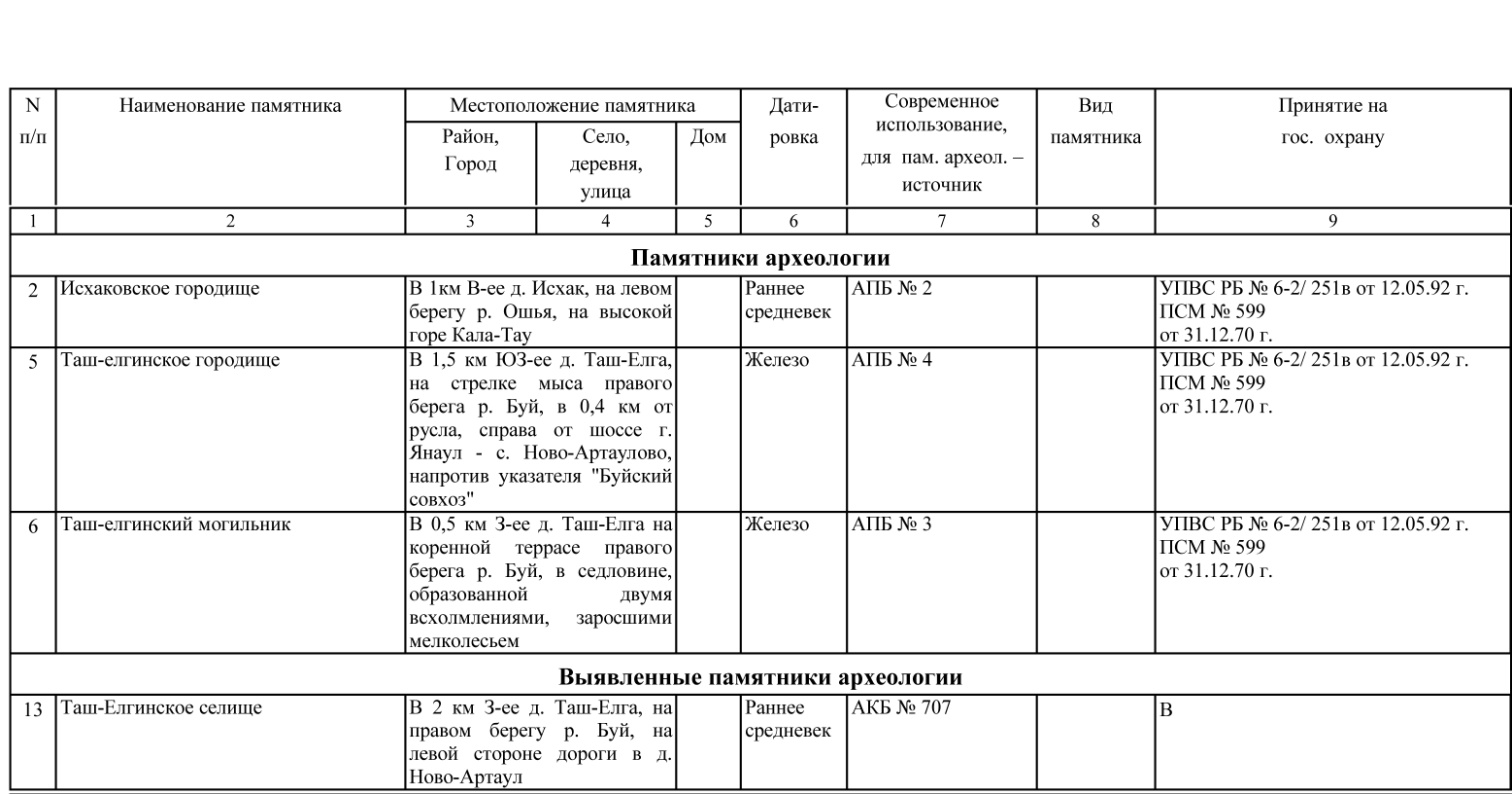 N п/п Наименование памятника Местоположение памятника Дати-ровка Современное использование, для пам. археол. – источник Вид памятника Принятие на гос. охрану
Район, Город Село, деревня, улица Дом
1 2 3 4 5 6 7 8 9
Памятники археологии
2 Исхаковское городище В 1км В-ее д. Исхак, на левом Раннее АПБ № 2 УПВС РБ № 6-2/ 251в от 12.05.92 г.
берегу р. Ошья, на высокой средневек ПСМ № 599
горе Кала-Тау от 31.12.70 г.
5 Таш-елгинское городище В 1,5 км ЮЗ-ее д. Таш-Елга, Железо АПБ № 4 УПВС РБ № 6-2/ 251в от 12.05.92 г.
на стрелке мыса правого ПСМ № 599
берега р. Буй, в 0,4 км от от 31.12.70 г.
русла, справа от шоссе г.
Янаул - с. Ново-Артаулово,
напротив указателя "Буйский
совхоз"
6 Таш-елгинский могильник В 0,5 км З-ее д. Таш-Елга на Железо АПБ № 3 УПВС РБ № 6-2/ 251в от 12.05.92 г.
коренной террасе правого ПСМ № 599
берега р. Буй, в седловине, от 31.12.70 г.
образованной двумя
всхолмлениями, заросшими
мелколесьем
Выявленные памятники археологии
13 Таш-Елгинское селище В 2 км З-ее д. Таш-Елга, на Раннее АКБ № 707 В
правом берегу р. Буй, на средневек
левой стороне дороги в д.
Ново-Артаул